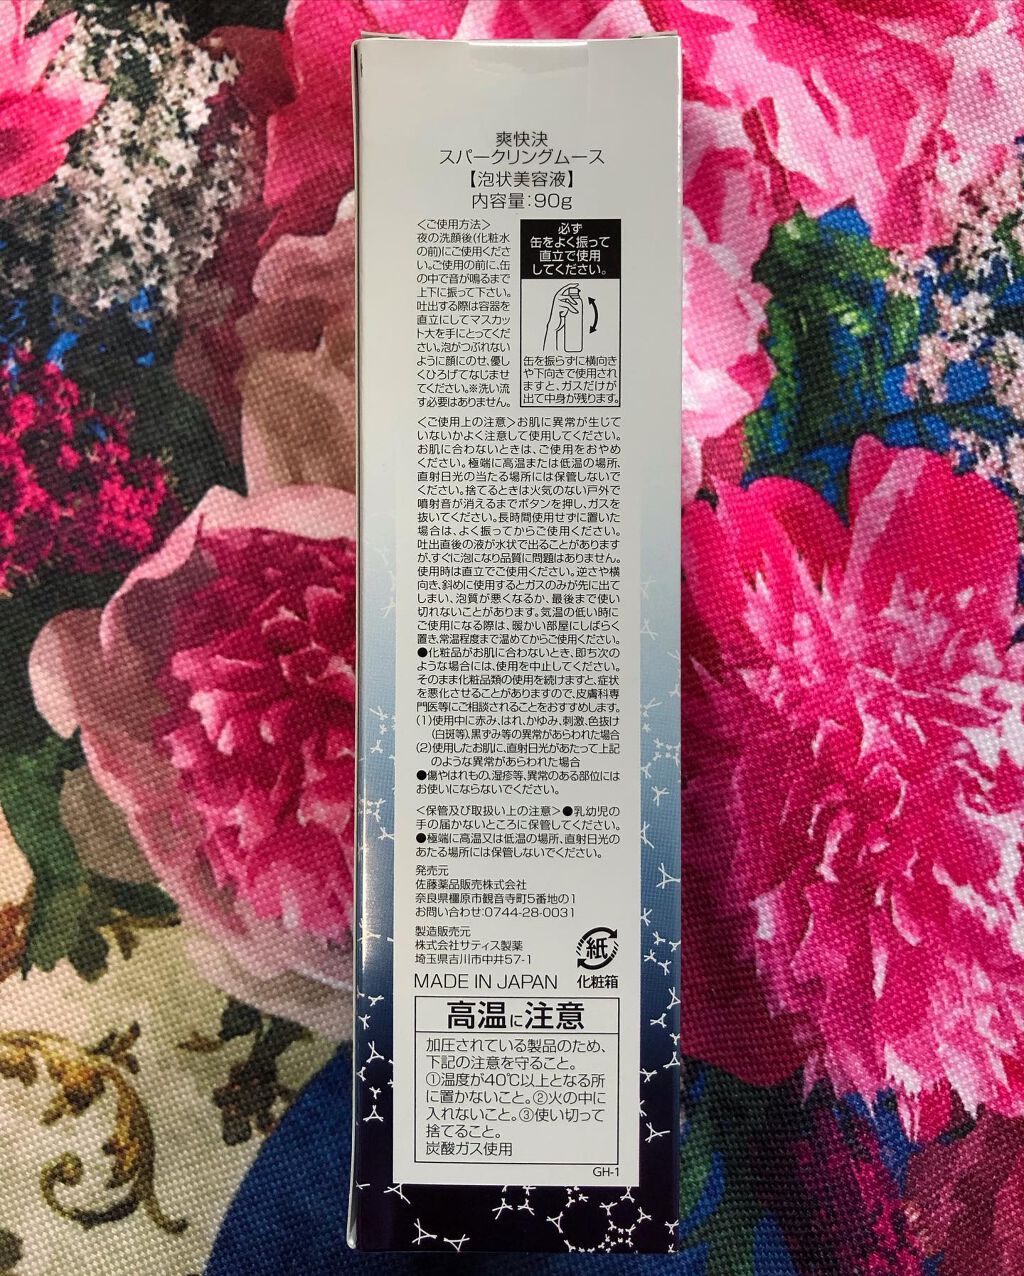 爽快決
スパークリングムース
【泡状美容液】
内容量:90g
<ご使用方法>
夜の洗顔後(化粧水
の前)にご使用くださ
い。ご使用の前に、缶
の中で音が鳴るまで
上下に振って下さい。
吐出する際は容器を
直立にしてマスカッ
ト大を手にとってくだ
さい。泡がつぶれない
ように顔にのせ、優し
くひろげてなじませ
てください。※洗い流
す必要はありません。
必ず
缶をよく振って
直立で使用
してください。
缶を振らずに横向き
や下向きで使用され
ますと、ガスだけが
出て中身が残ります。
<ご使用上の注意>お肌に異常が生じて
いないかよく注意して使用してください。
お肌に合わないときは、ご使用をおやめ
ください。極端に高温または低温の場所、
直射日光の当たる場所には保管しないで
ください。捨てるときは火気のない戸外で
噴射音が消えるまでボタンを押し、ガスを
抜いてください。長時間使用せずに置いた
場合は、よく振ってからご使用ください。
吐出直後の液が水状で出ることがあります
が、すぐに泡になり品質に問題はありません。
使用時は直立でご使用ください。逆さや横
向き、斜めに使用するとガスのみが先に出て
しまい、泡質が悪くなるか、最後まで使い
切れないことがあります。気温の低い時に
ご使用になる際は、暖かい部屋にしばらく
置き、常温程度まで温めてからご使用ください。
●化粧品がお肌に合わないとき、即ち次の
ような場合には、使用を中止してください。
そのまま化粧品類の使用を続けますと、症状
を悪化させることがありますので、皮膚科専
門医等にご相談されることをおすすめします。
(1)使用中に赤み、はれ、かゆみ、刺激、色抜け
(白斑等)、黒ずみ等の異常があらわれた場合
(2)使用したお肌に、直射日光があたって上記
のような異常があらわれた場合
●傷やはれもの、湿疹等、異常のある部位には
お使いにならないでください。
<保管及び取扱い上の注意>●乳幼児の
手の届かないところに保管してください。
●極端に高温又は低温の場所、直射日光の
あたる場所には保管しないでください。
発売元
佐藤薬品販売株式会社
奈良県橿原市観音寺町5番地の1
お問い合わせ:0744-28-0031
製造販売元
株式会社サティス製薬
埼玉県吉川市中井57-1
紙
MADE IN JAPAN
化粧箱
高温に注意
加圧されている製品のため、
下記の注意を守ること。
①温度が40℃以上となる所
に置かないこと。②火の中に
入れないこと。③使い切って
捨てること。
炭酸ガス使用
GH-1